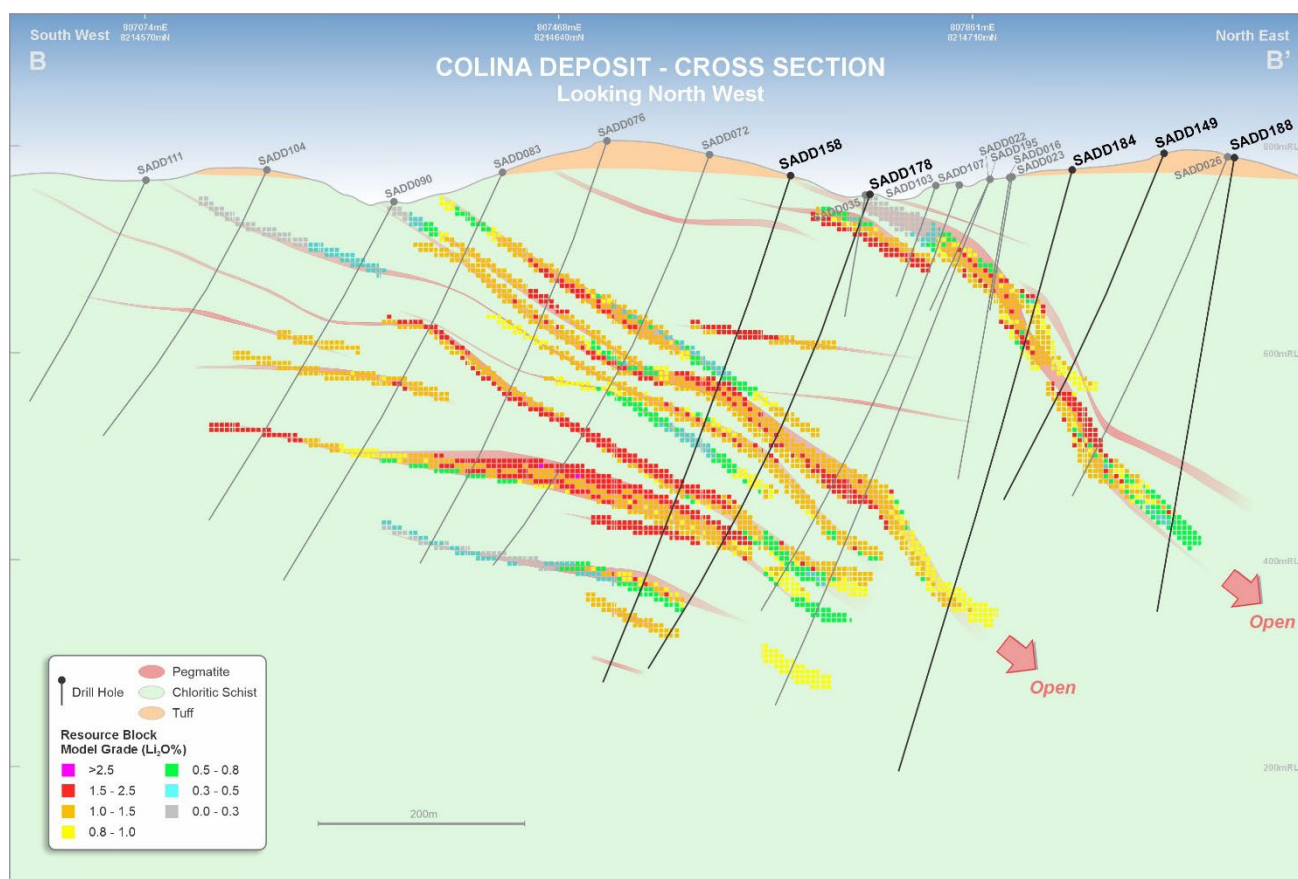 807074mE
8214570mN
807468mE
8214640mN
807861mE
8214710mN
South West
North East
B
B'
COLINA DEPOSIT - CROSS SECTION
Looking North West
SADD111
SADD104
SADD090
SADD083
SADD076
SADD072
SADD158
SADD178
SADD035
SADD103
SADD107
SADD022
SADD195
SADD016
SADD023
SADD184
SADD149
SADD026
SADD188
800mRL
600mRL
400mRL
200mRL
Open
Open
Drill Hole
Pegmatite
Chloritic Schist
Tuff
Resource Block
Model Grade (Li₂O%)
>2.5
1.5 - 2.5
1.0 - 1.5
0.8 - 1.0
0.5 - 0.8
0.3 - 0.5
0.0 - 0.3
200m